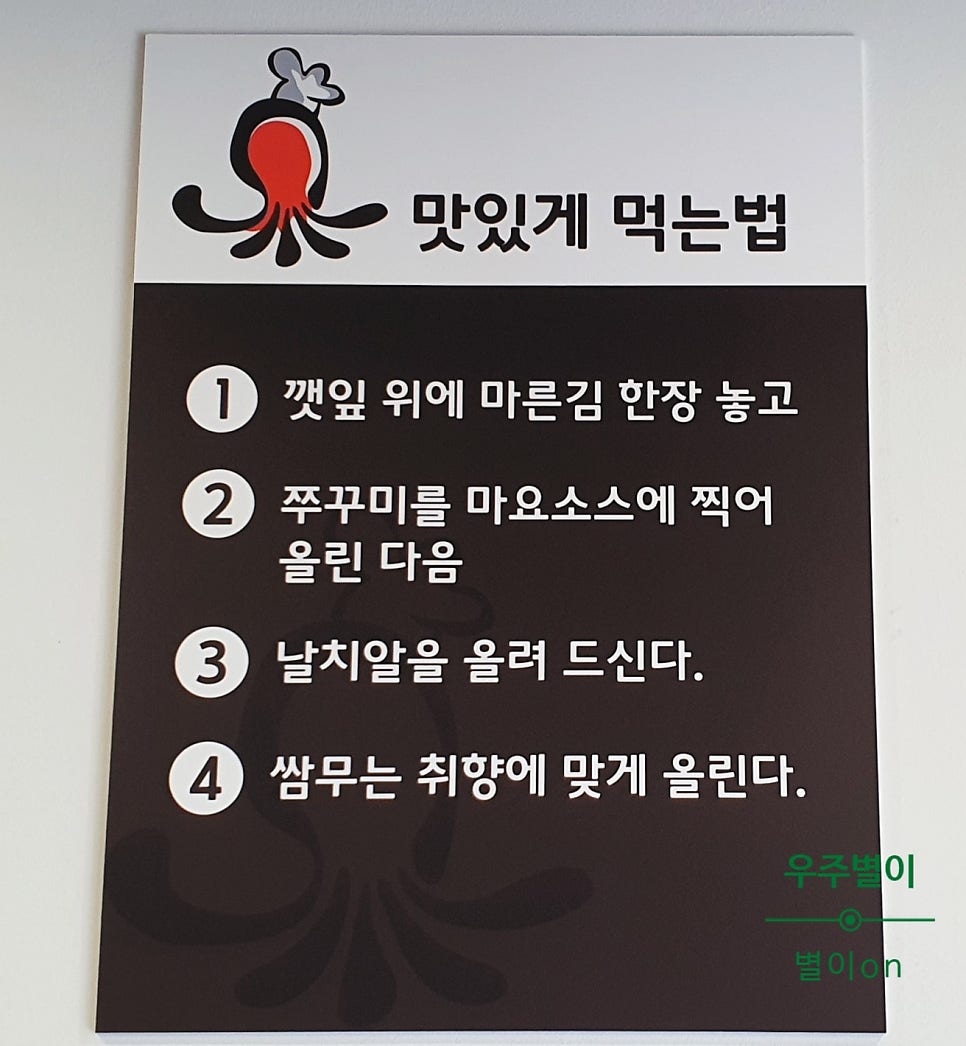 맛있게 먹는법
1 깻잎 위에 마른김 한장 놓고
2 쭈꾸미를 마요소스에 찍어
올린 다음
3 날치알을 올려 드신다.
4 쌈무는 취향에 맞게 올린다.
우주별이
별이on